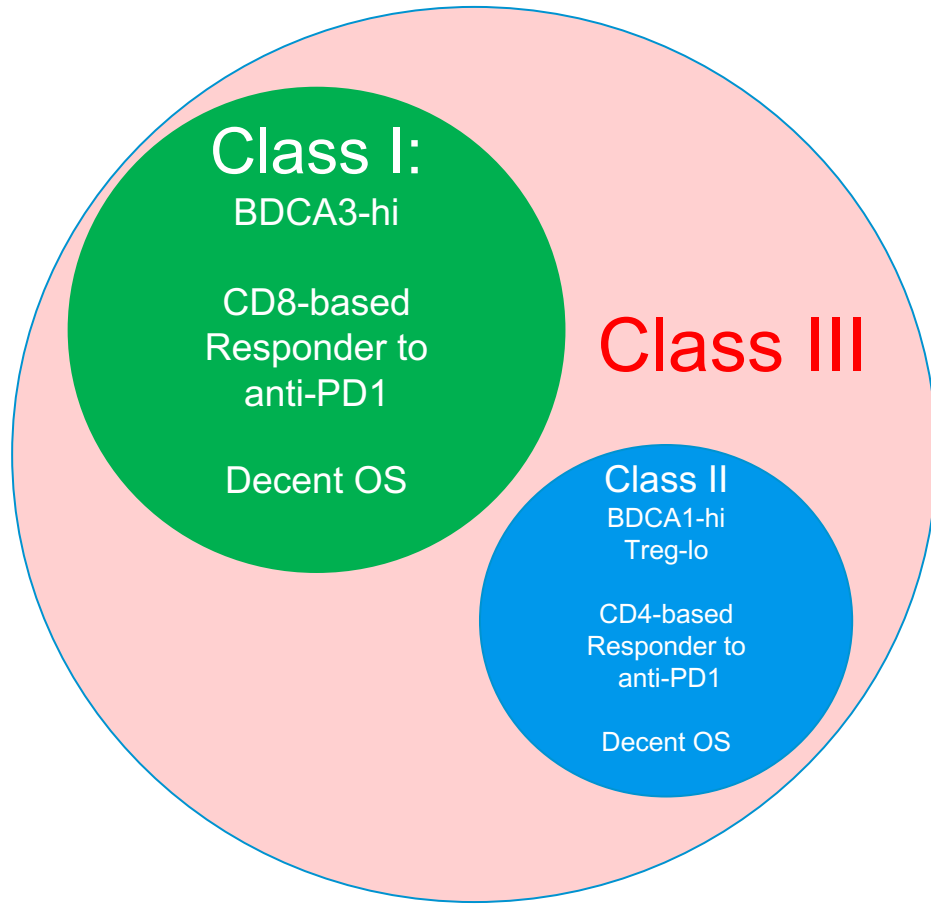 Class I:
BDCA3-hi
CD8-based
Responder to
anti-PD1
Decent OS
Class III
Class II
BDCA1-hi
Treg-lo
CD4-based
Responder to
anti-PD1
Decent OS